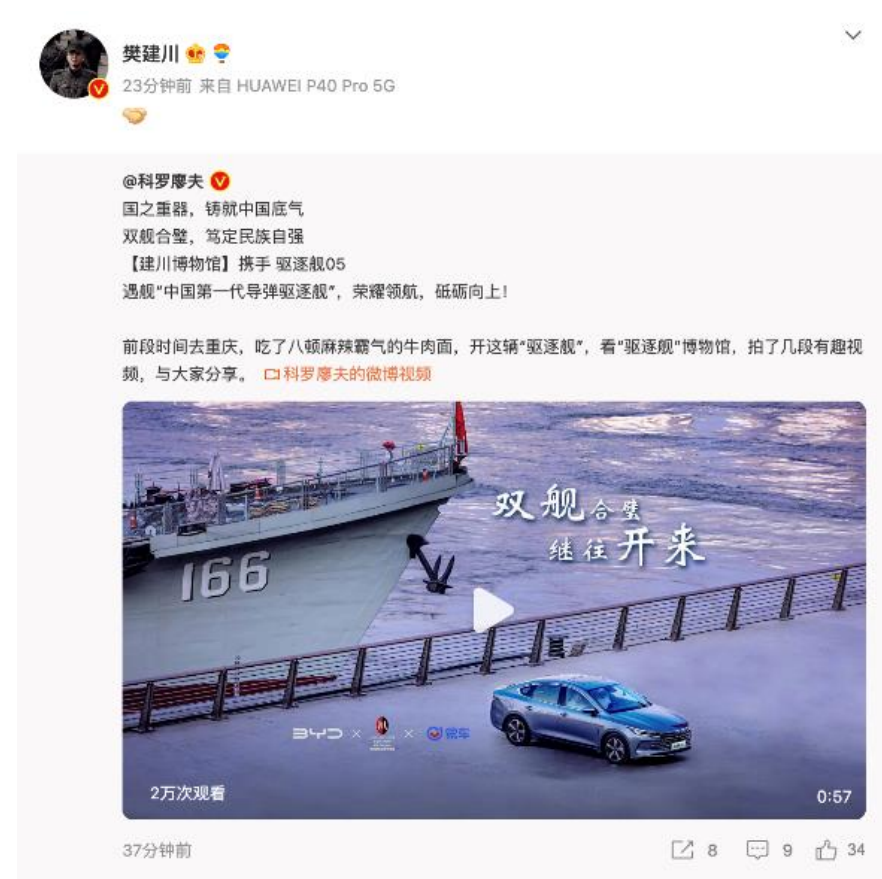 樊建川
23分钟前 来自 HUAWEI P40 Pro 5G
@科罗廖夫
国之重器，铸就中国底气
双舰合璧，笃定民族自强
【建川博物馆】携手 驱逐舰05
遇舰“中国第一代导弹驱逐舰”，荣耀领航，砥砺向上！
前段时间去重庆，吃了八顿麻辣霸气的牛肉面，开这辆“驱逐舰”，看“驱逐舰”博物馆，拍了几段有趣视
频，与大家分享。 科罗廖夫的微博视频
双舰合璧
继往开来
166
BYD × × 懂车
2万次观看
0:57
37分钟前 8 9 34